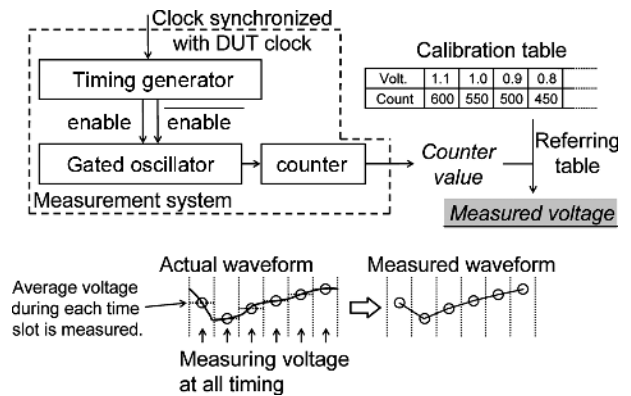 Clock synchronized
with DUT clock
Timing generator
enable
enable
Gated oscillator
counter
Measurement system
Calibration table
Volt. 1.1 1.0 0.9 0.8
Count 600 550 500 450
Counter
value
Referring
table
Measured voltage
Actual waveform
Measured waveform
Average voltage
during each time
slot is measured.
Measuring voltage
at all timing